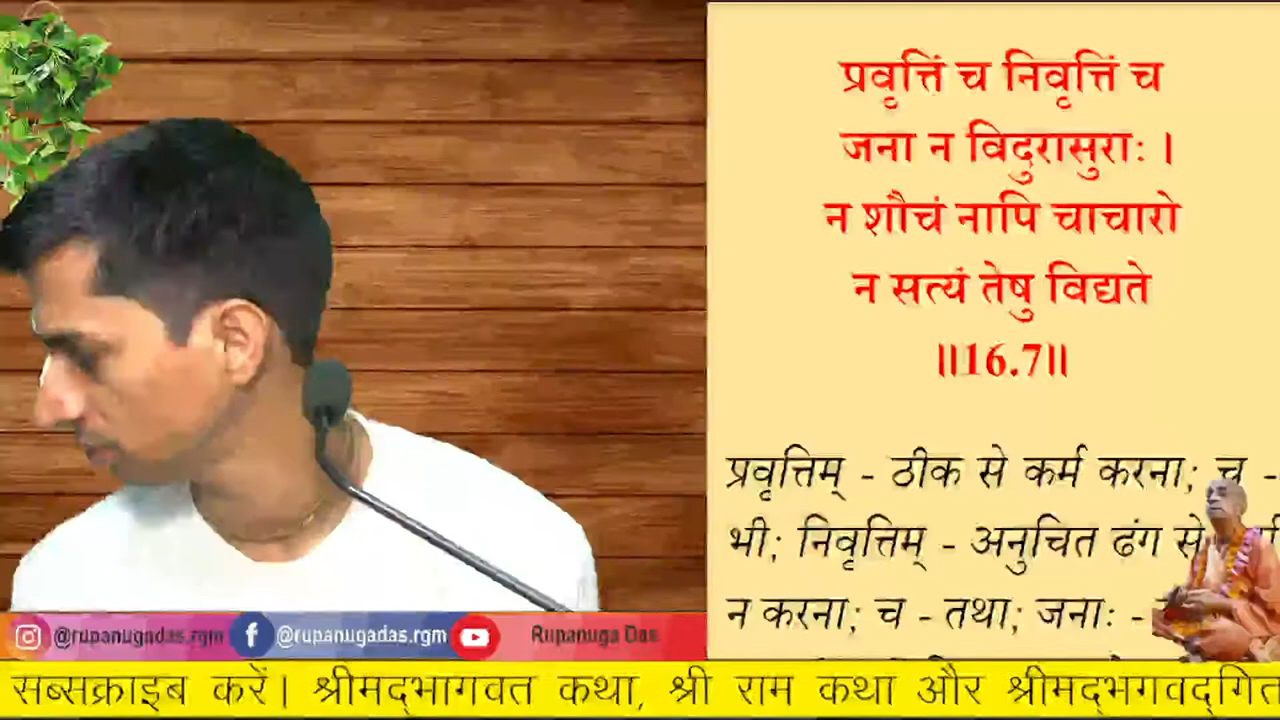 प्रवृत्तिं च निवृत्तिं च
जना न विदुरासुराः ।
न शौचं नापि चाचारो
न सत्यं तेषु विद्यते
॥16.7॥
प्रवृत्तिम् - ठीक से कर्म करना; च -
भी; निवृत्तिम् - अनुचित ढंग से
न करना; च - तथा; जनाः -
@rupanugadas.rgm @rupanugadas.rgm Rupanuga Das
सब्सक्राइब करें। श्रीमद्भागवत कथा, श्री राम कथा और श्रीमद्भगवद्गित